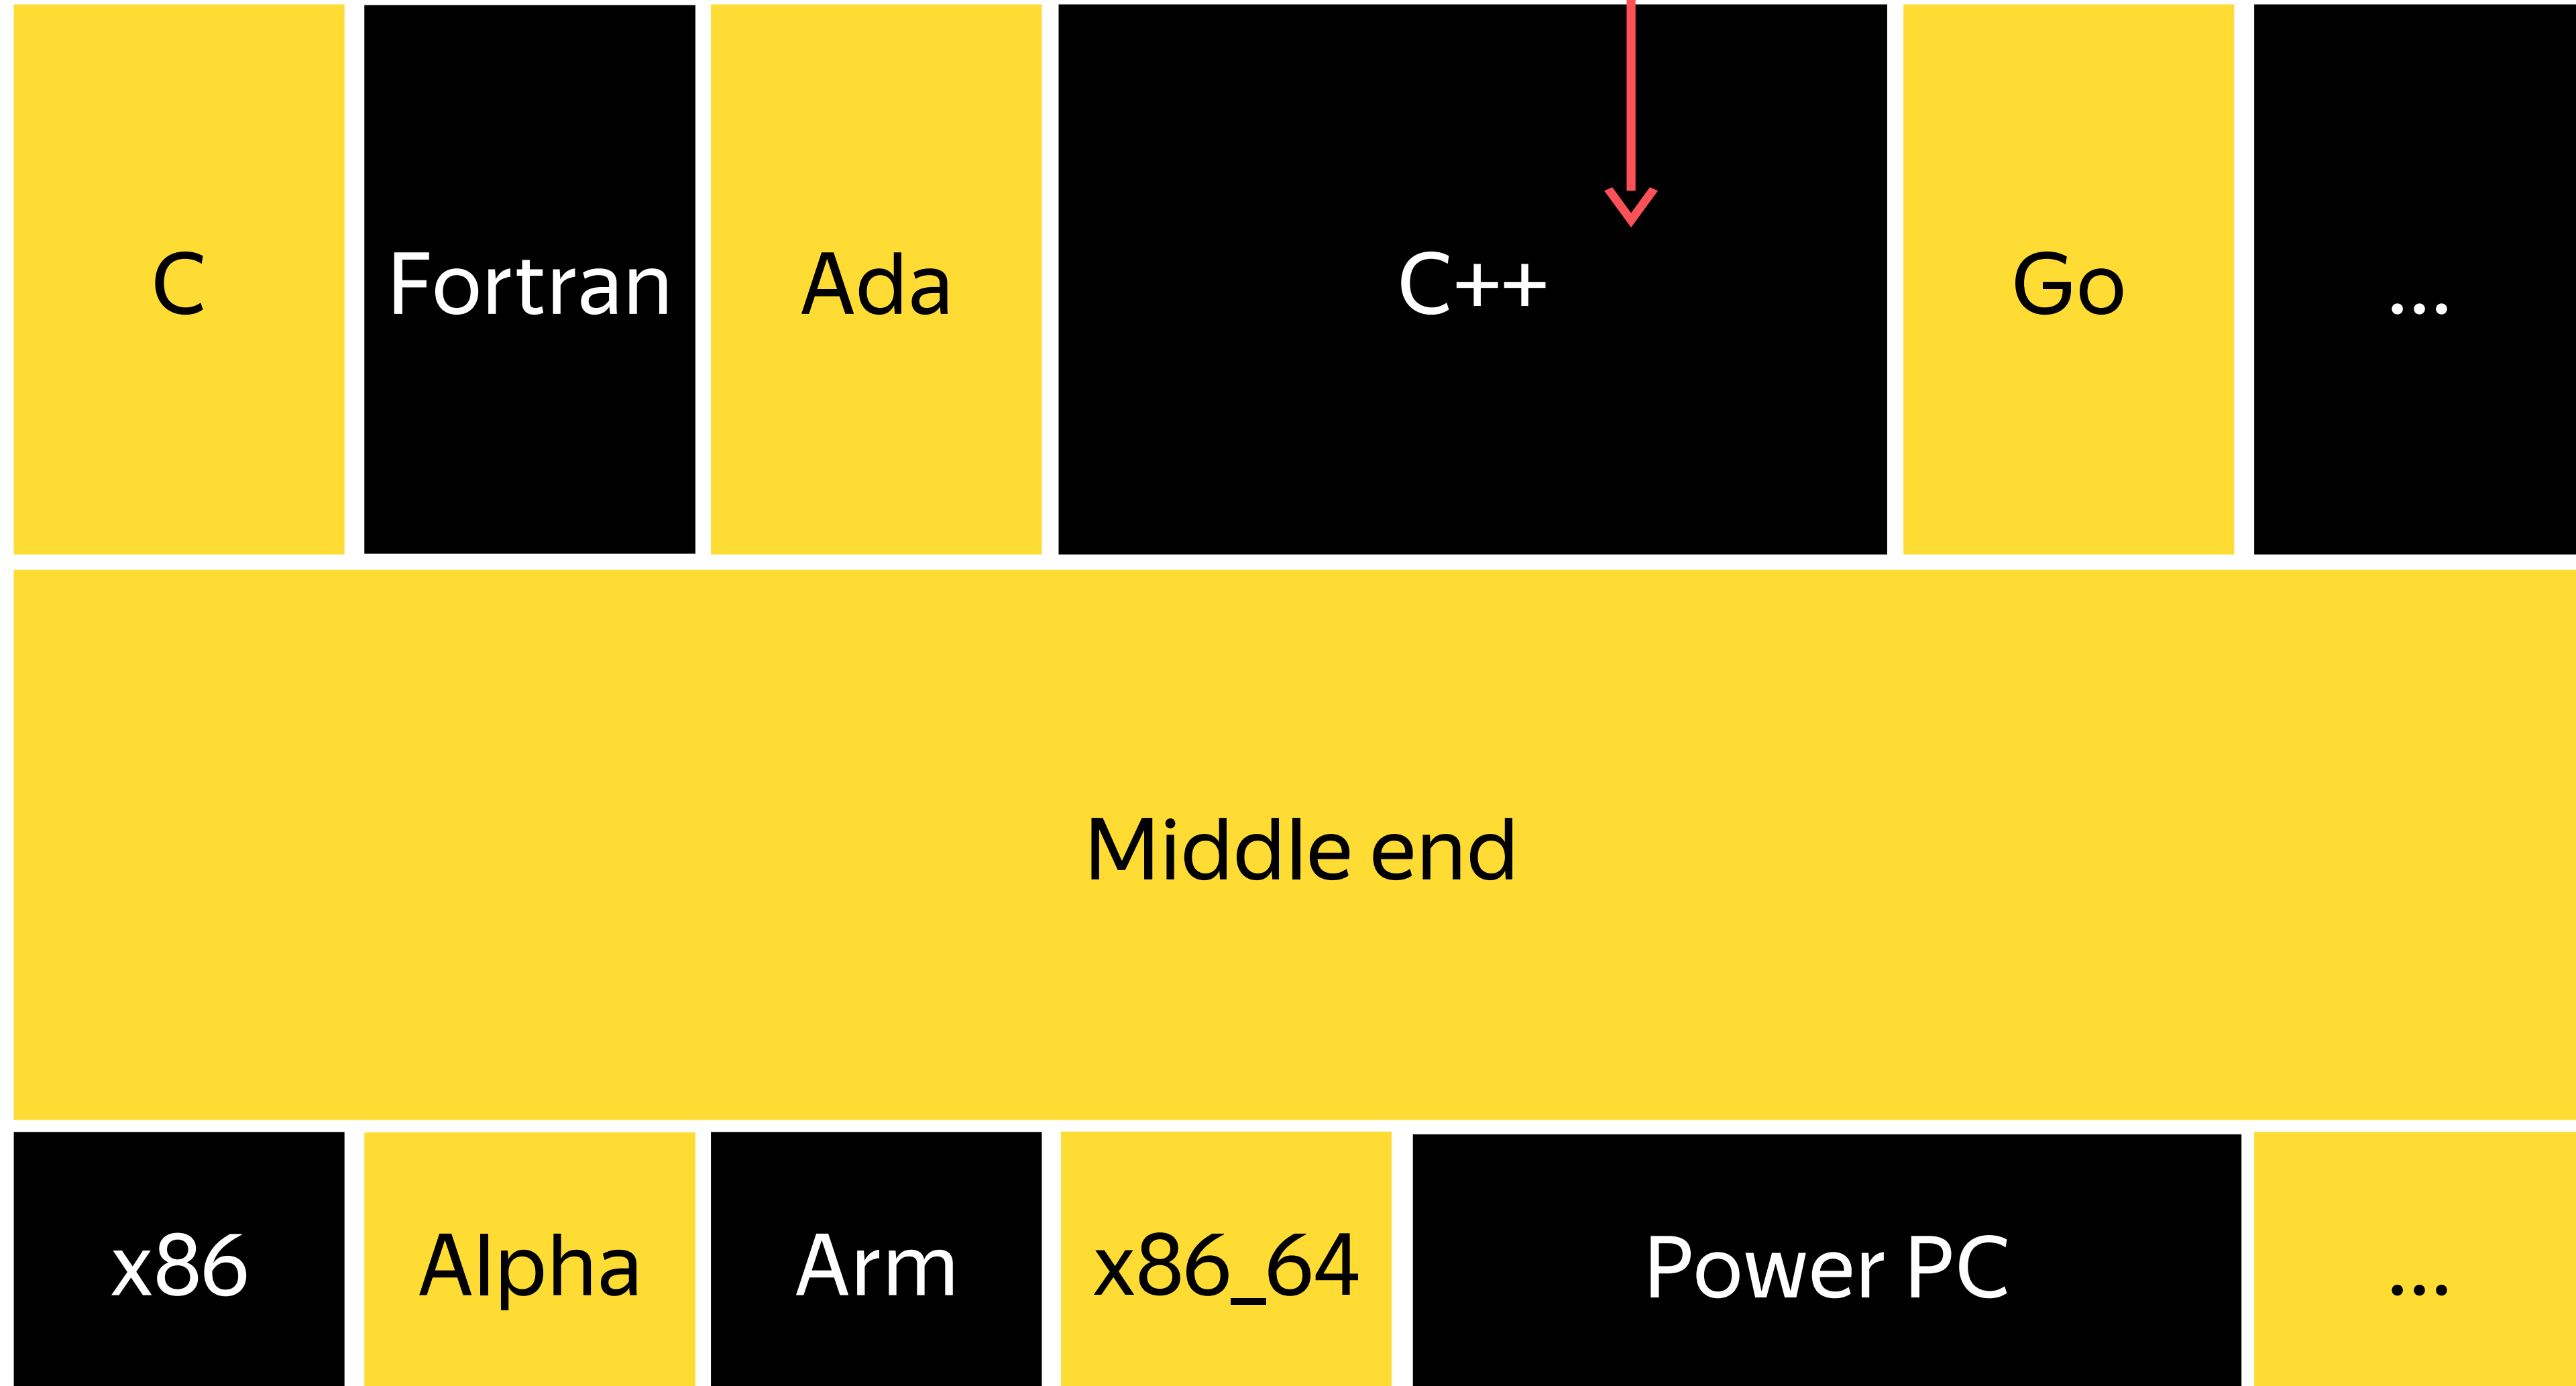 C
Fortran
Ada
C++
Go
...
Middle end
x86
Alpha
Arm
x86_64
Power PC
...